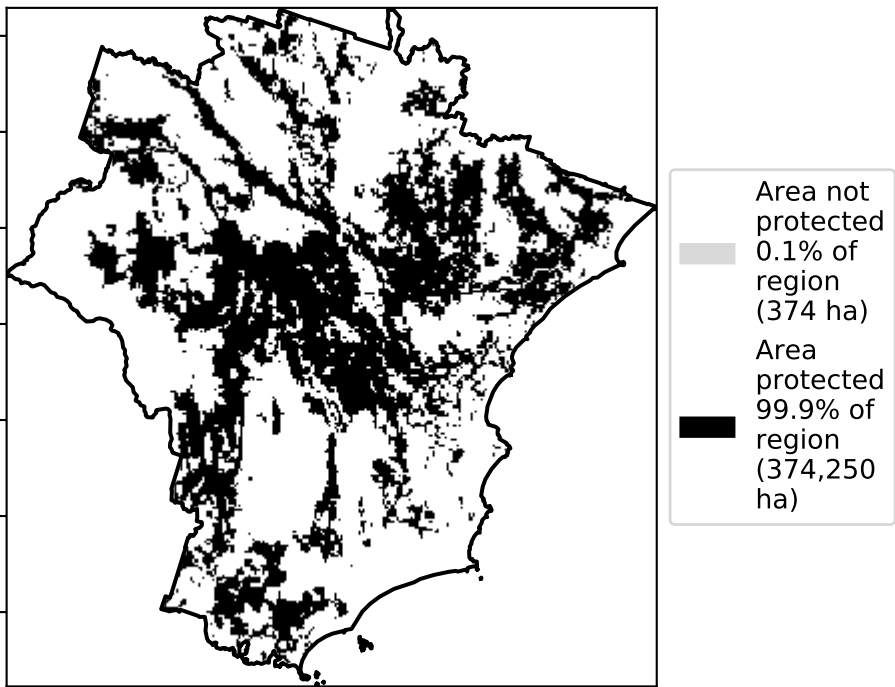 Area not
protected
0.1% of
region
(374 ha)
Area
protected
99.9% of
region
(374,250
ha)